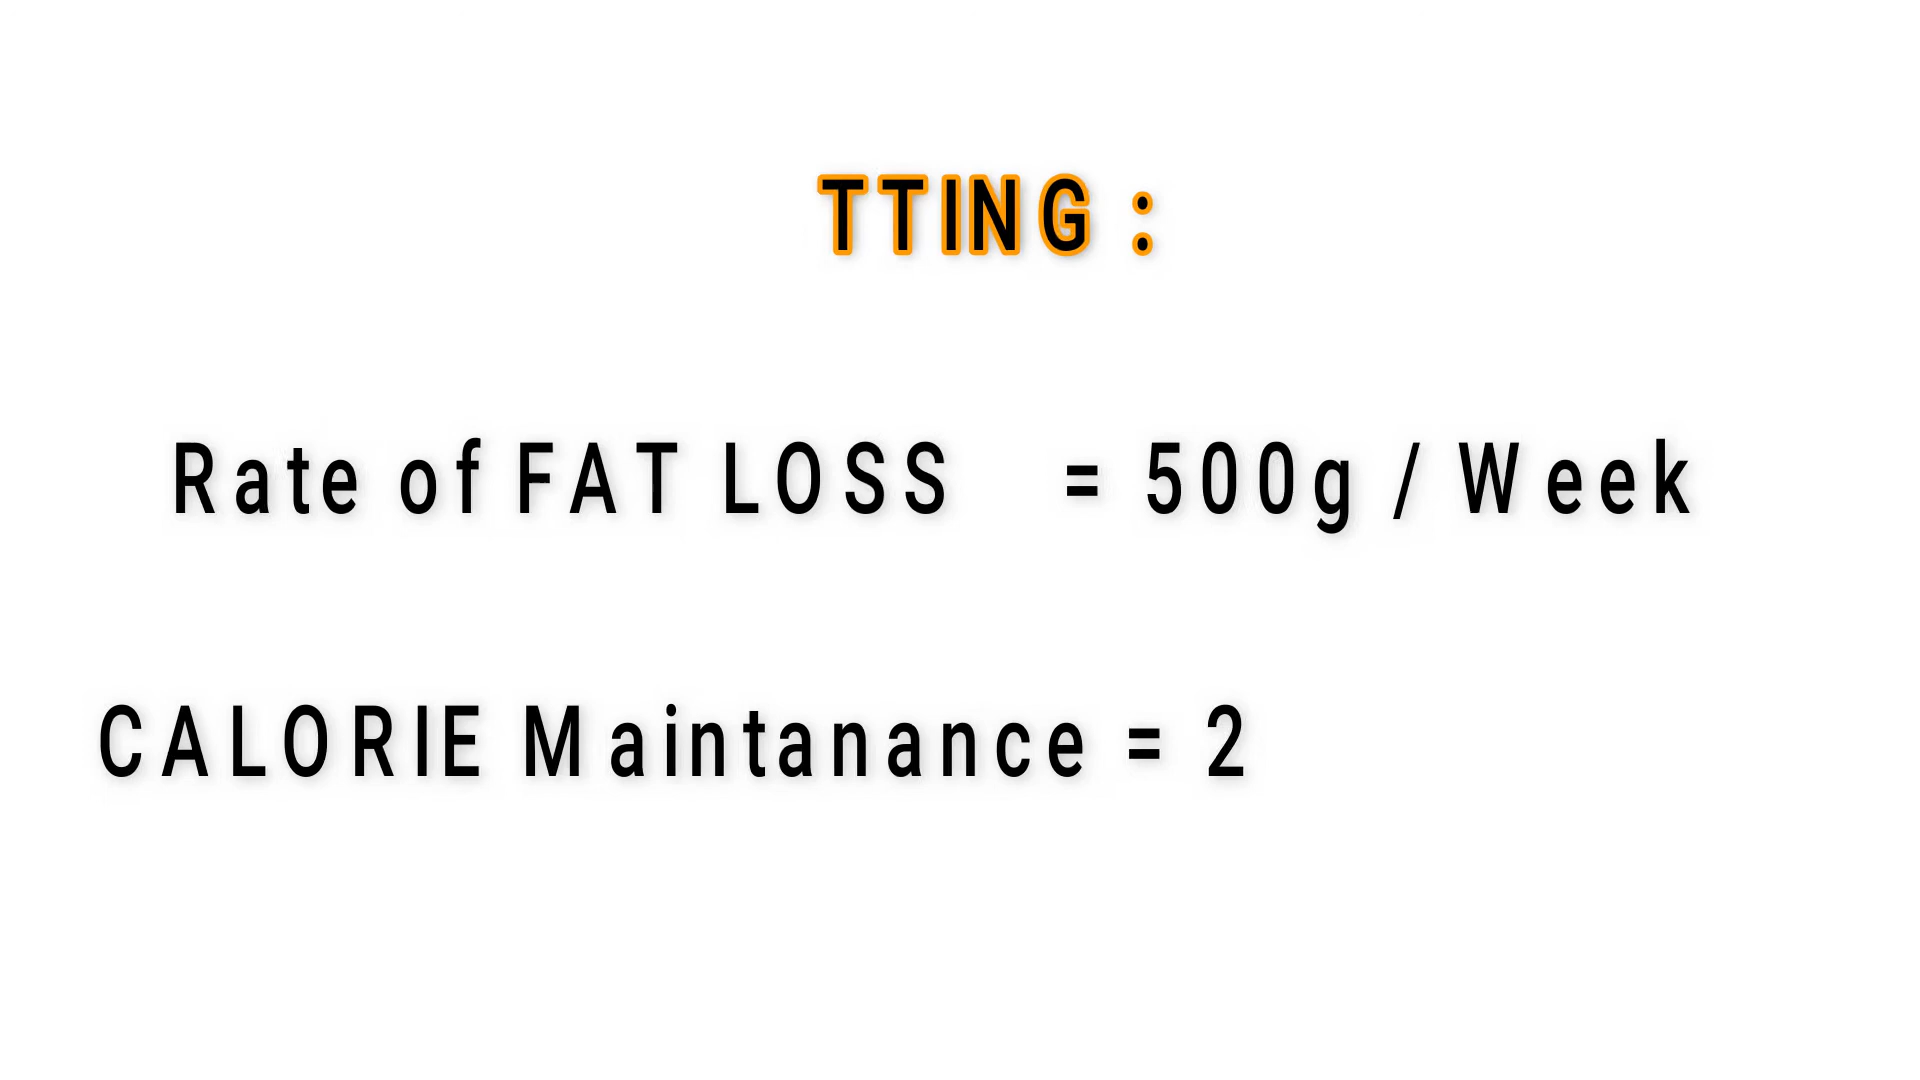 TTING :
Rate of FAT LOSS = 500g / Week
CALORIE Maintanance = 2